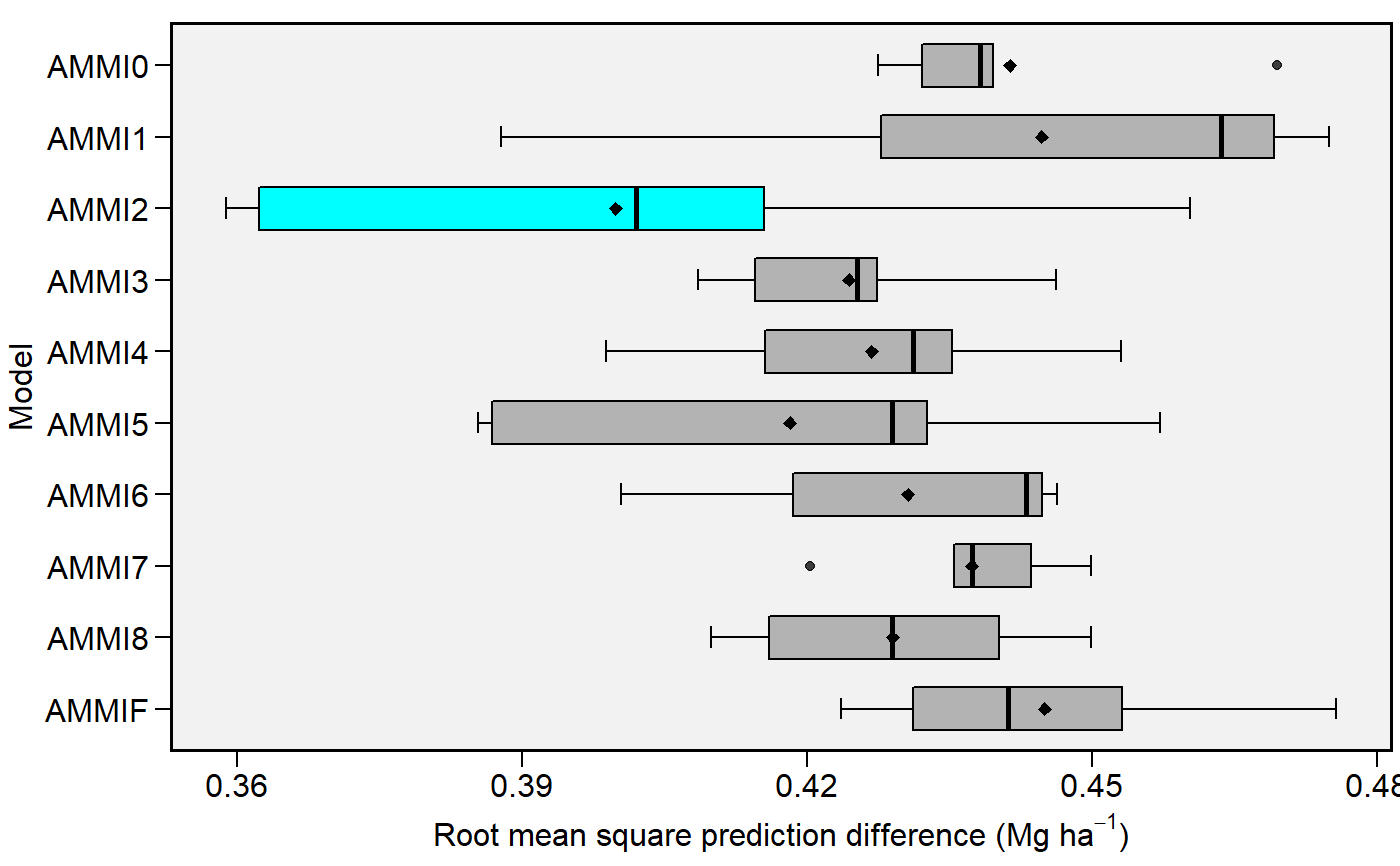 AMMI0
AMMI1
AMMI2
AMMI3
AMMI4
AMMI5
AMMI6
AMMI7
AMMI8
AMMIF
Model
0.36 0.39 0.42 0.45 0.48
Root mean square prediction difference (Mg ha⁻¹)